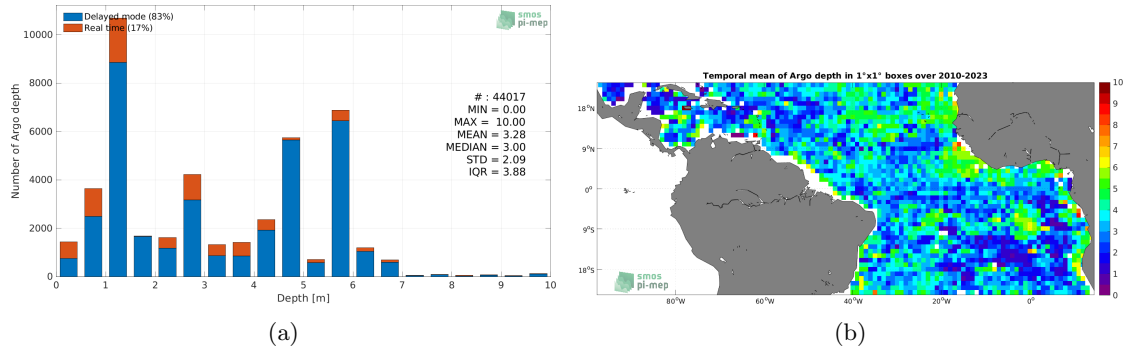 Delayed mode (83%)
Real time (17%)
smos
pi-mep
10000
8000
6000
4000
2000
0
Number of Argo depth
# : 44017
MIN = 0.00
MAX = 10.00
MEAN = 3.28
MEDIAN = 3.00
STD = 2.09
IQR = 3.88
0 1 2 3 4 5 6 7 8 9 10
Depth [m]
(a)
Temporal mean of Argo depth in 1°x1° boxes over 2010-2023
18°N
9°N
0°
9°S
18°S
80°W 60°W 40°W 20°W 0°
smos
pi-mep
10
9
8
7
6
5
4
3
2
1
0
(b)